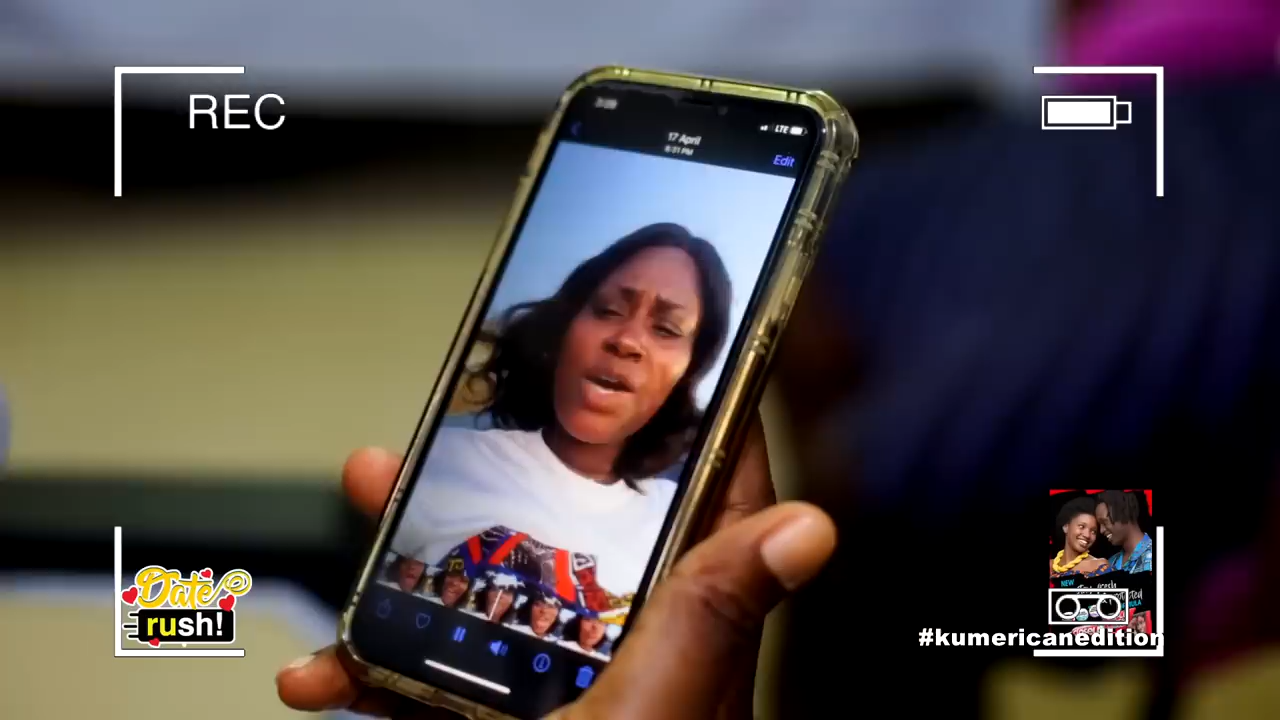 REC
17 April
LTE
Edit
Date
rush!
NEW
#kumericanedition